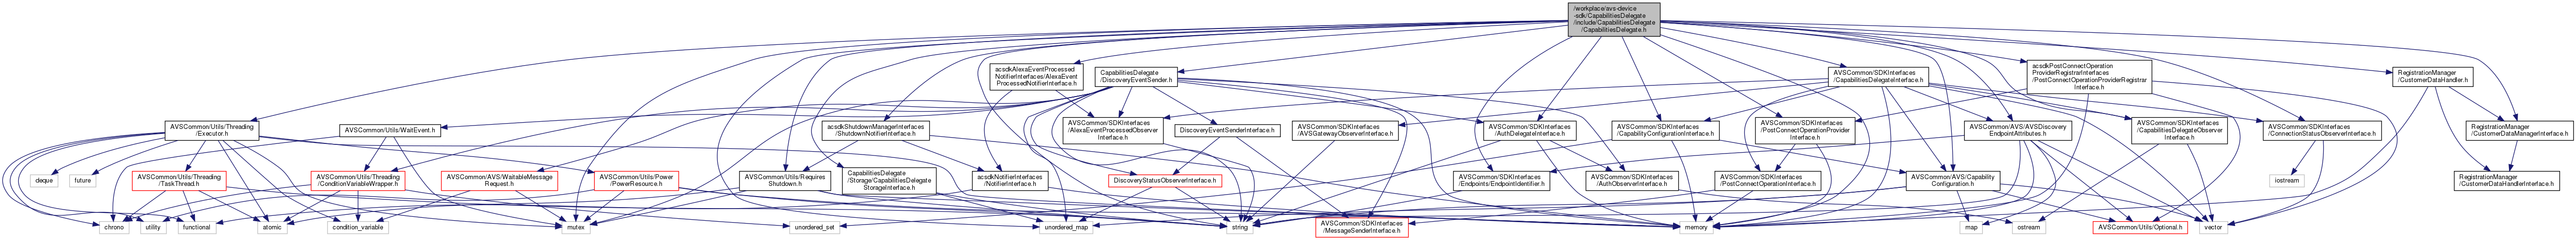 /workplace/avs-device
-sdk/CapabilitiesDelegate
/include/CapabilitiesDelegate
/CapabilitiesDelegate.h
acsdkAlexaEventProcessed
NotifierInterfaces/AlexaEvent
ProcessedNotifierInterface.h
CapabilitiesDelegate
/DiscoveryEventSender.h
AVSCommon/SDKInterfaces
/CapabilitiesDelegateInterface.h
acsdkPostConnectOperation
ProviderRegistrarInterfaces
/PostConnectOperationProviderRegistrar
Interface.h
RegistrationManager
/CustomerDataHandler.h
AVSCommon/Utils/Threading
/Executor.h
AVSCommon/Utils/WaitEvent.h
acsdkShutdownManagerInterfaces
/ShutdownNotifierInterface.h
AVSCommon/SDKInterfaces
/AlexaEventProcessedObserver
Interface.h
DiscoveryEventSenderInterface.h
AVSCommon/SDKInterfaces
/AVSGatewayObserverInterface.h
AVSCommon/SDKInterfaces
/AuthDelegateInterface.h
AVSCommon/SDKInterfaces
/CapabilityConfigurationInterface.h
AVSCommon/SDKInterfaces
/PostConnectOperationProvider
Interface.h
AVSCommon/AVS/AVSDiscovery
EndpointAttributes.h
AVSCommon/SDKInterfaces
/CapabilitiesDelegateObserver
Interface.h
AVSCommon/SDKInterfaces
/ConnectionStatusObserverInterface.h
RegistrationManager
/CustomerDataManagerInterface.h
deque
future
AVSCommon/Utils/Threading
/TaskThread.h
AVSCommon/Utils/Threading
/ConditionVariableWrapper.h
AVSCommon/AVS/WaitableMessage
Request.h
AVSCommon/Utils/Power
/PowerResource.h
AVSCommon/Utils/Requires
Shutdown.h
CapabilitiesDelegate
/Storage/CapabilitiesDelegate
StorageInterface.h
acsdkNotifierInterfaces
/NotifierInterface.h
DiscoveryStatusObserverInterface.h
AVSCommon/SDKInterfaces
/Endpoints/EndpointIdentifier.h
AVSCommon/SDKInterfaces
/AuthObserverInterface.h
AVSCommon/SDKInterfaces
/PostConnectOperationInterface.h
AVSCommon/AVS/Capability
Configuration.h
iostream
RegistrationManager
/CustomerDataHandlerInterface.h
chrono
utility
functional
atomic
condition_variable
mutex
unordered_set
unordered_map
string
AVSCommon/SDKInterfaces
/MessageSenderInterface.h
memory
map
ostream
AVSCommon/Utils/Optional.h
vector